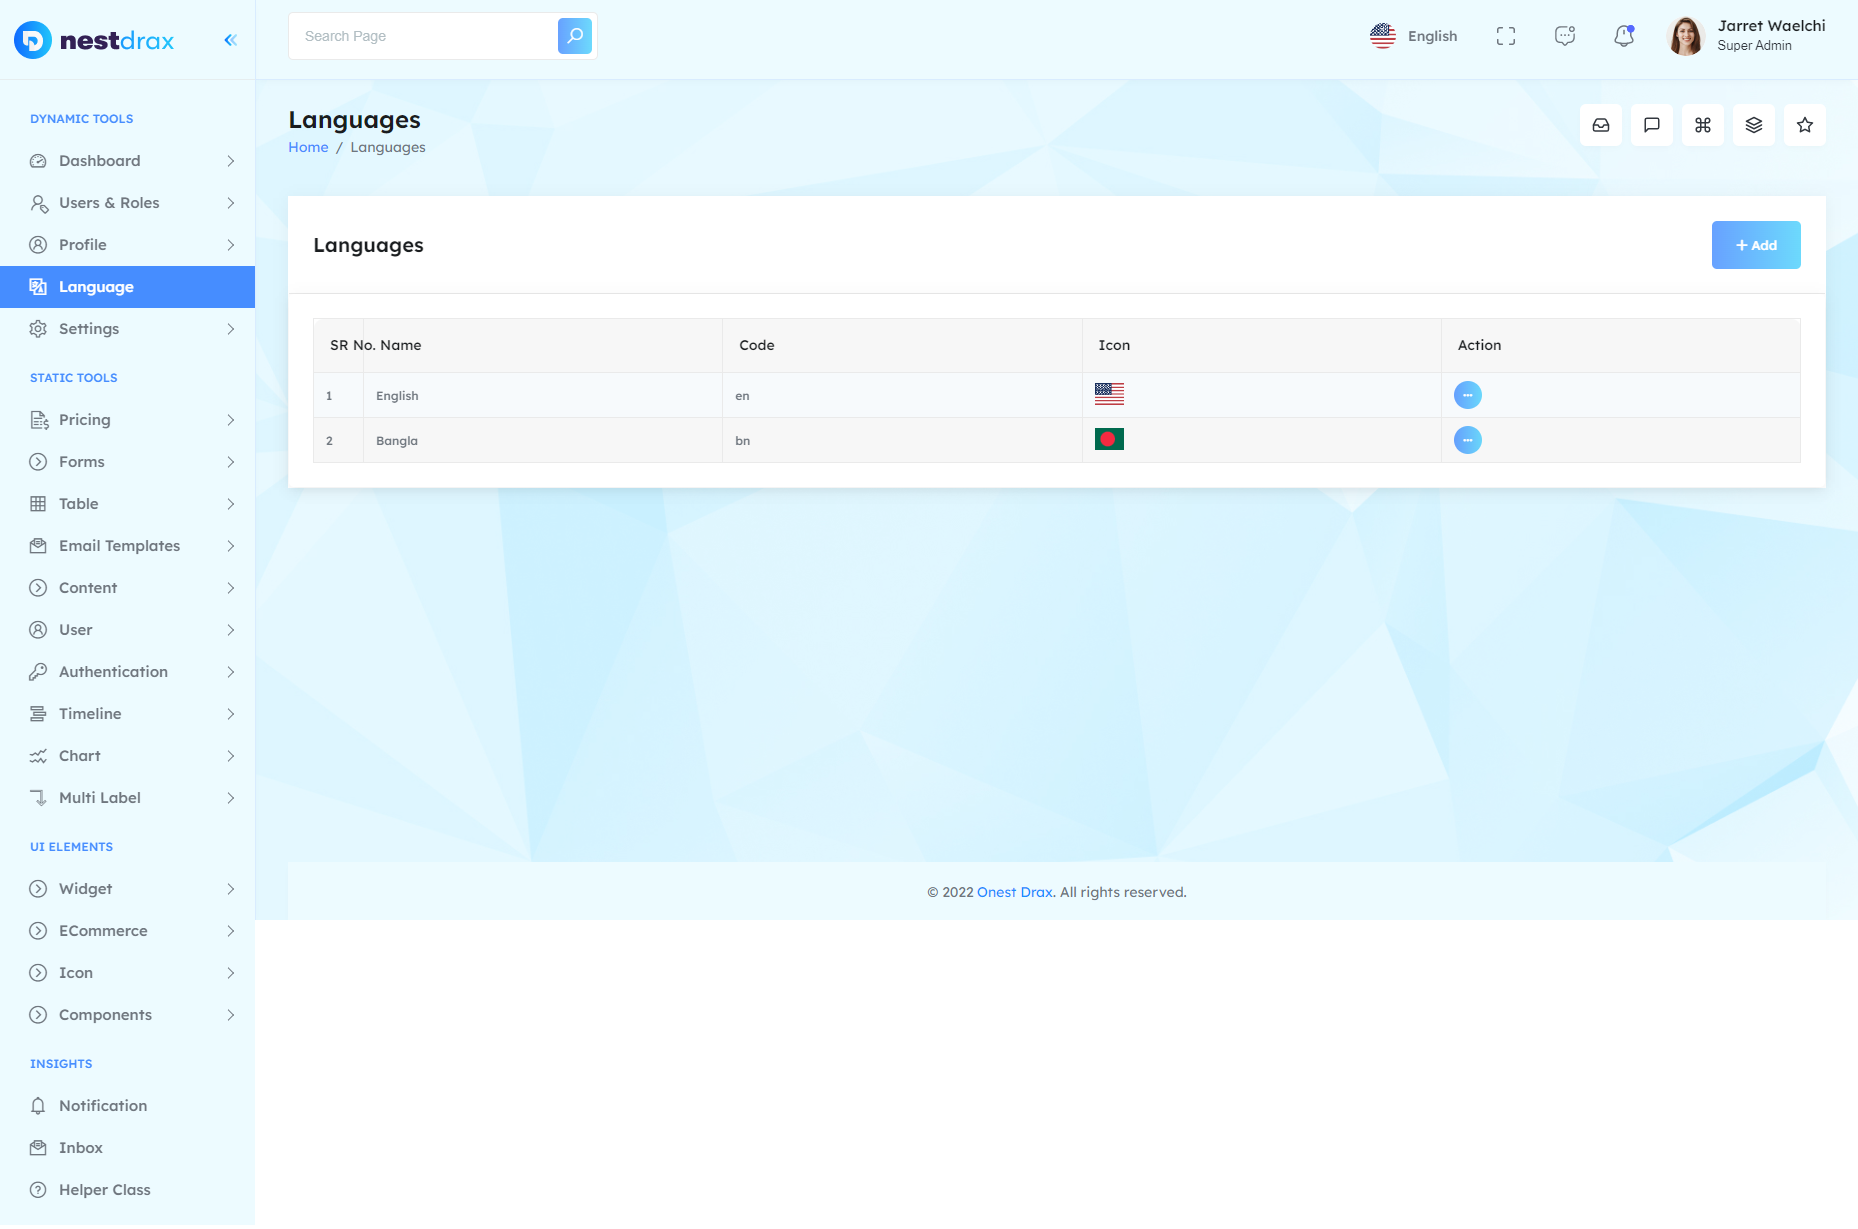 nestdrax
Search Page
English
Jarret Waelchi
Super Admin
DYNAMIC TOOLS
Dashboard
Users & Roles
Profile
Language
Settings
STATIC TOOLS
Pricing
Forms
Table
Email Templates
Content
User
Authentication
Timeline
Chart
Multi Label
UI ELEMENTS
Widget
ECommerce
Icon
Components
INSIGHTS
Notification
Inbox
Helper Class
Languages
Home / Languages
Languages
+ Add
SR No. Name Code Icon Action
1 English en
2 Bangla bn
© 2022 Onest Drax. All rights reserved.